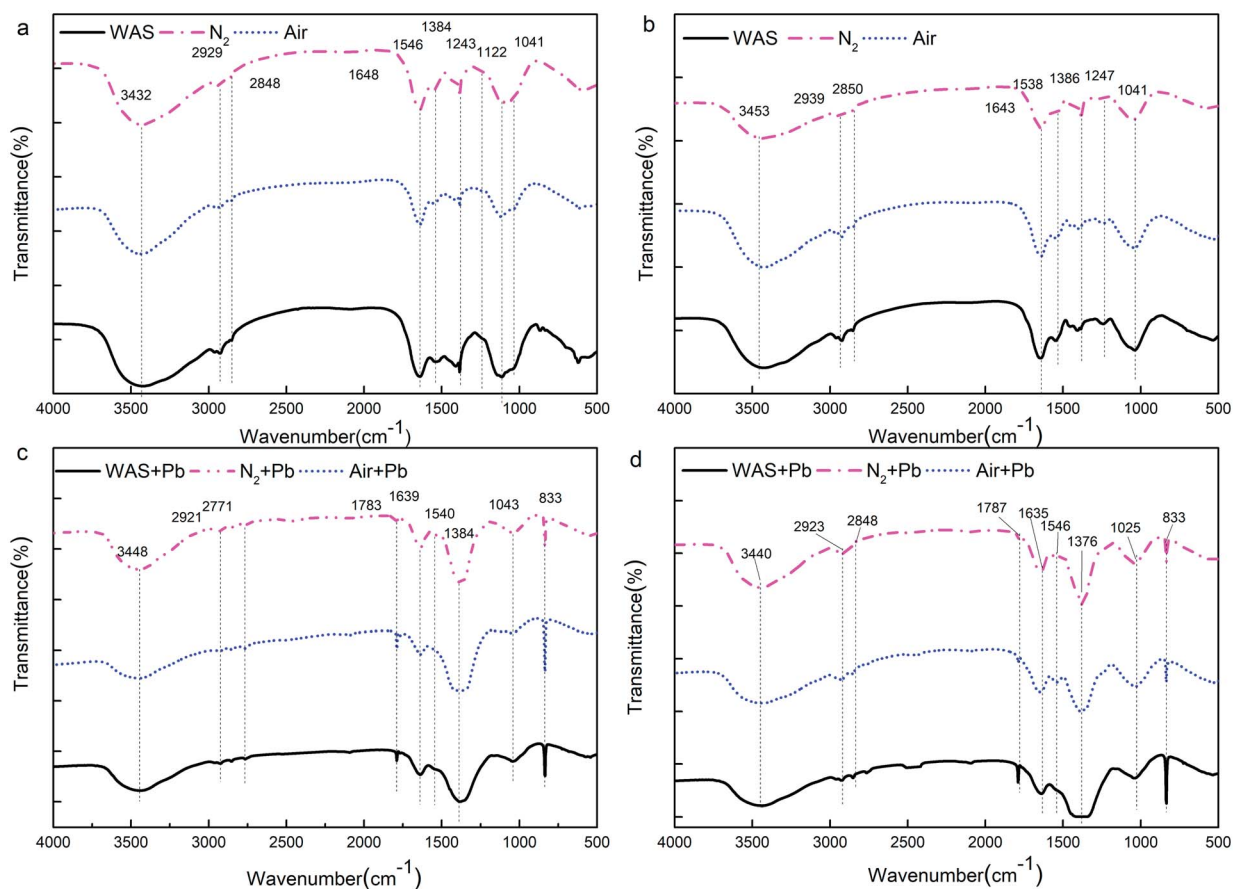 a
WAS N₂ Air
3432
2929
2848
1648
1546
1384
1243
1122
1041
Transmittance(%)
4000 3500 3000 2500 2000 1500 1000 500
Wavenumber(cm⁻¹)
b
WAS N₂ Air
3453
2939
2850
1643
1538
1386
1247
1041
Transmittance(%)
4000 3500 3000 2500 2000 1500 1000 500
Wavenumber(cm⁻¹)
c
WAS+Pb N₂+Pb Air+Pb
3448
2921
2771
1783
1639
1540
1384
1043
833
Transmittance(%)
4000 3500 3000 2500 2000 1500 1000 500
Wavenumber(cm⁻¹)
d
WAS+Pb N₂+Pb Air+Pb
3440
2923
2848
1787
1635
1546
1376
1025
833
Transmittance(%)
4000 3500 3000 2500 2000 1500 1000 500
Wavenumber(cm⁻¹)